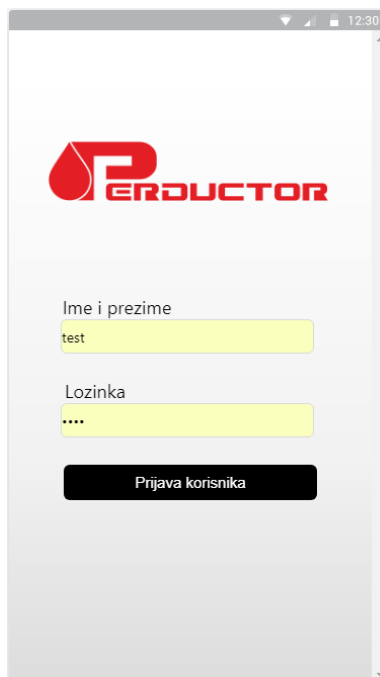 12:30
PERDUCTOR
Ime i prezime
test
Lozinka
••••
Prijava korisnika